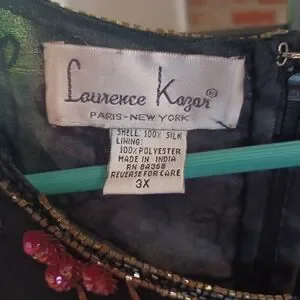 Laurence Kazar®
PARIS-NEW YORK
SHELL: 100% SILK
LINING:
100% POLYESTER
MADE IN INDIA
RN 84368
REVERSE FOR CARE
3X